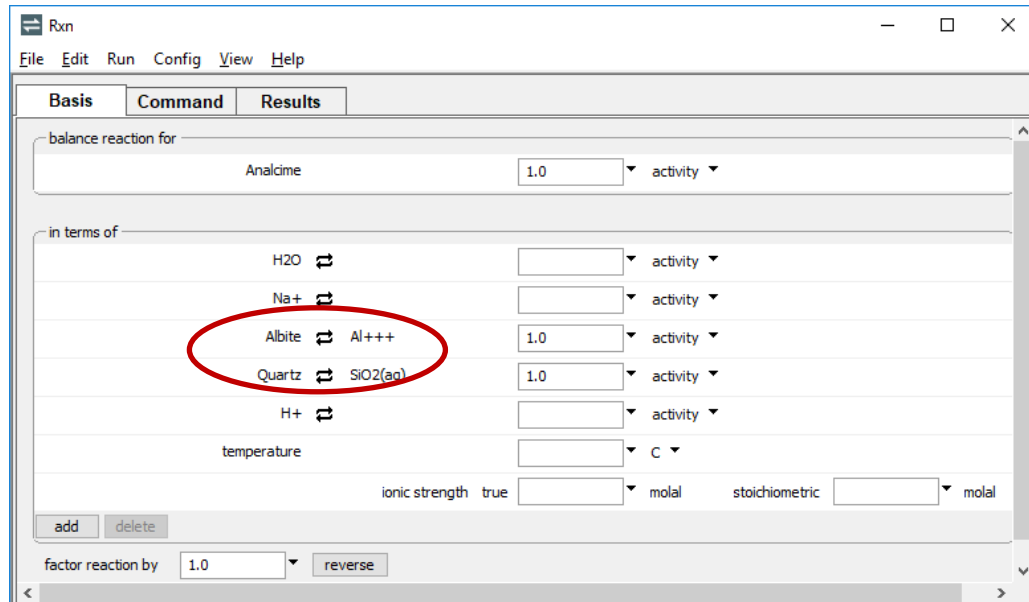 Rxn
File Edit Run Config View Help
Basis Command Results
balance reaction for
Analcime 1.0 activity
in terms of
H2O activity
Na+ activity
Albite Al+++ 1.0 activity
Quartz SiO2(aq) 1.0 activity
H+ activity
temperature C
ionic strength true molal stoichiometric molal
add delete
factor reaction by 1.0 reverse